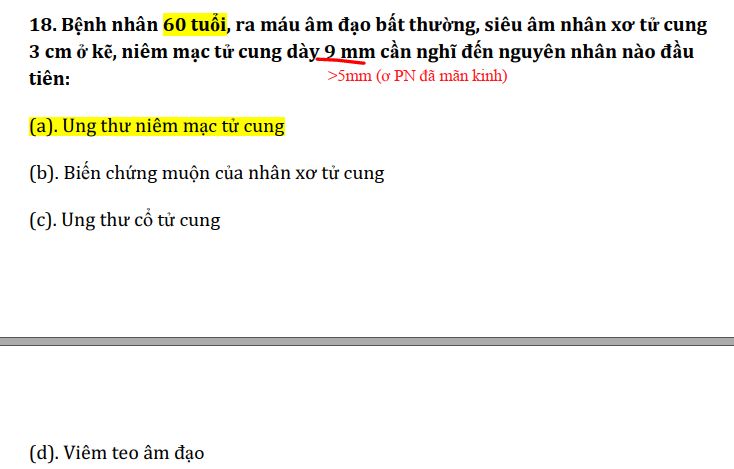 18. Bệnh nhân 60 tuổi, ra máu âm đạo bất thường, siêu âm nhân xơ tử cung
3 cm ở kẽ, niêm mạc tử cung dày 9 mm cần nghĩ đến nguyên nhân nào đầu
tiên:
>5mm (ơ PN đã mãn kinh)
(a). Ung thư niêm mạc tử cung
(b). Biến chứng muộn của nhân xơ tử cung
(c). Ung thư cổ tử cung
(d). Viêm teo âm đạo